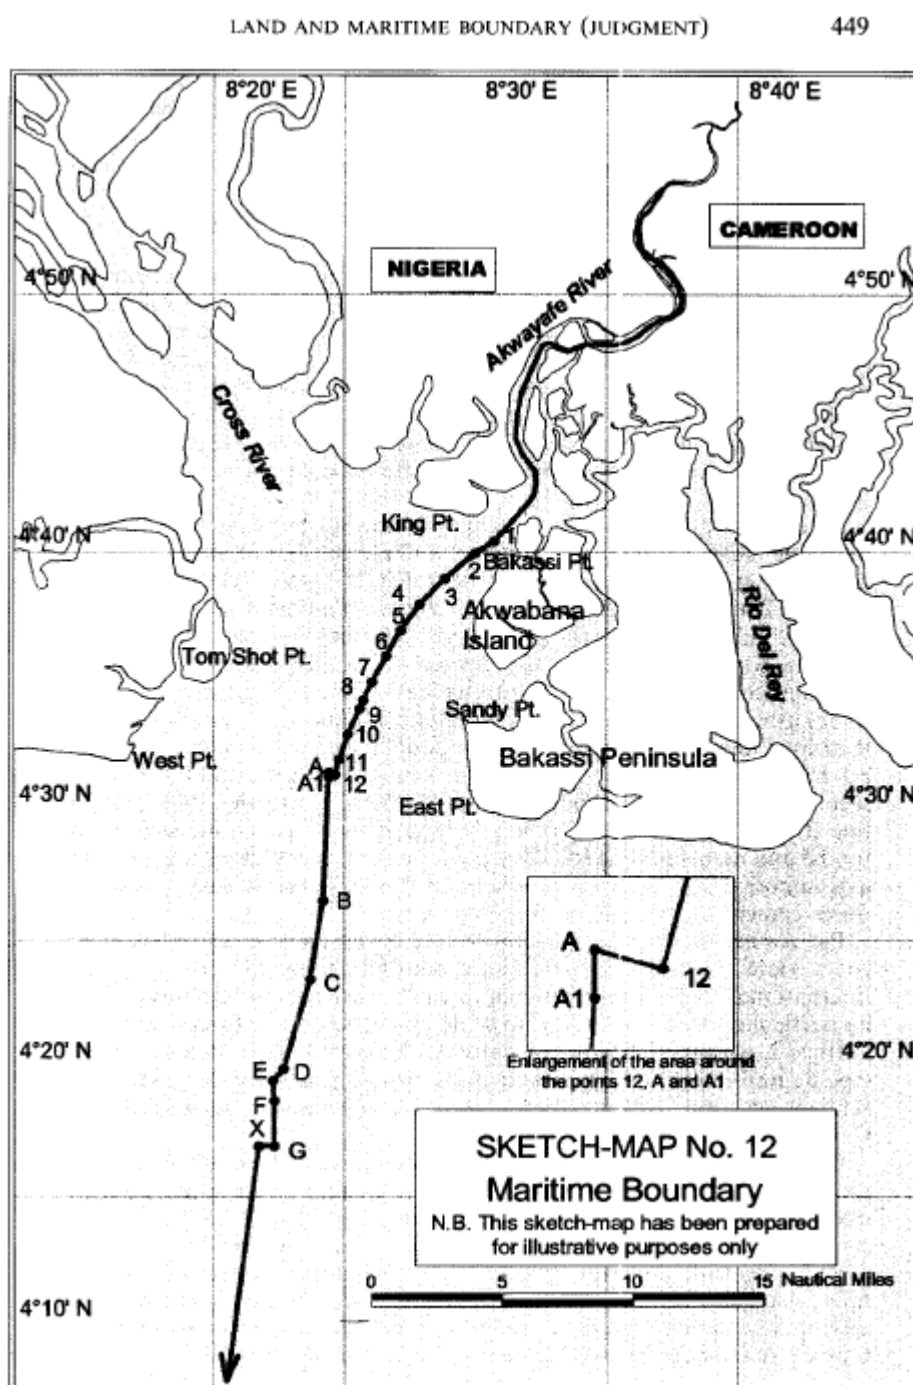 LAND AND MARITIME BOUNDARY (JUDGMENT) 449
8°20' E 8°30' E 8°40' E
CAMEROON
NIGERIA
4°50' N 4°50' N
Akwayafe River
Cross River
King Pt.
1
4°40' N 4°40' N
2 Bakassi Pt.
3
4 Akwabana
Island
5
6
Rio Del Rey
Tom Shot Pt.
7
8
Sandy Pt.
9
10
West Pt. Bakassi Peninsula
A 11
A1 12
4°30' N 4°30' N
East Pt.
B
A
12
A1
C
4°20' N 4°20' N
Enlargement of the area around
the points 12, A and A1
E D
F
X
G
SKETCH-MAP No. 12
Maritime Boundary
N.B. This sketch-map has been prepared
for illustrative purposes only
0 5 10 15 Nautical Miles
4°10' N